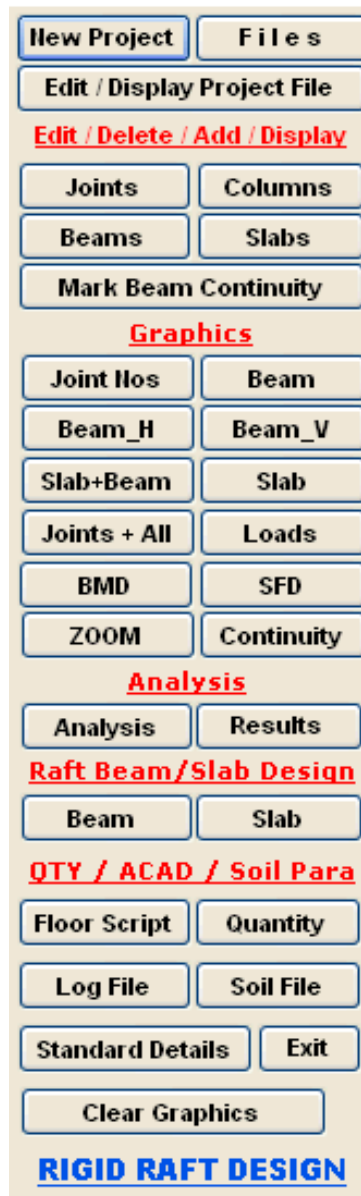 New Project Files
Edit / Display Project File
Edit / Delete / Add / Display
Joints Columns
Beams Slabs
Mark Beam Continuity
Graphics
Joint Nos Beam
Beam_H Beam_V
Slab+Beam Slab
Joints + All Loads
BMD SFD
ZOOM Continuity
Analysis
Analysis Results
Raft Beam/Slab Design
Beam Slab
QTY / ACAD / Soil Para
Floor Script Quantity
Log File Soil File
Standard Details Exit
Clear Graphics
RIGID RAFT DESIGN